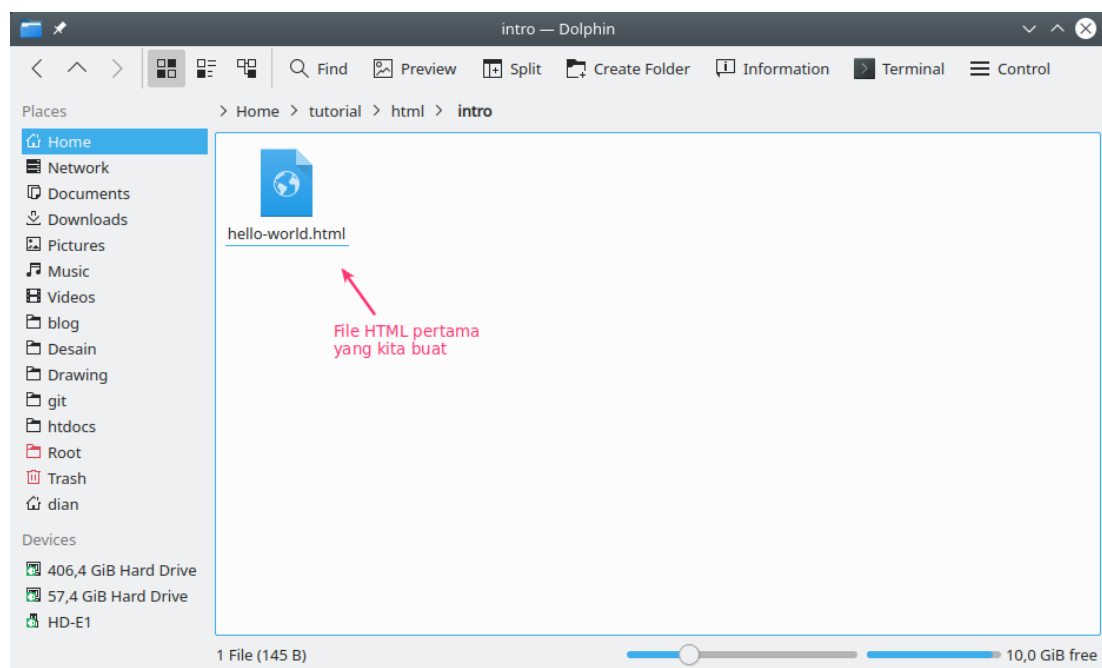 intro — Dolphin
Find Preview Split Create Folder Information Terminal Control
Places
> Home > tutorial > html > intro
Home
Network
Documents
Downloads
Pictures
Music
Videos
blog
Desain
Drawing
git
htdocs
Root
Trash
dian
Devices
406,4 GiB Hard Drive
57,4 GiB Hard Drive
HD-E1
hello-world.html
File HTML pertama
yang kita buat
1 File (145 B) 10,0 GiB free